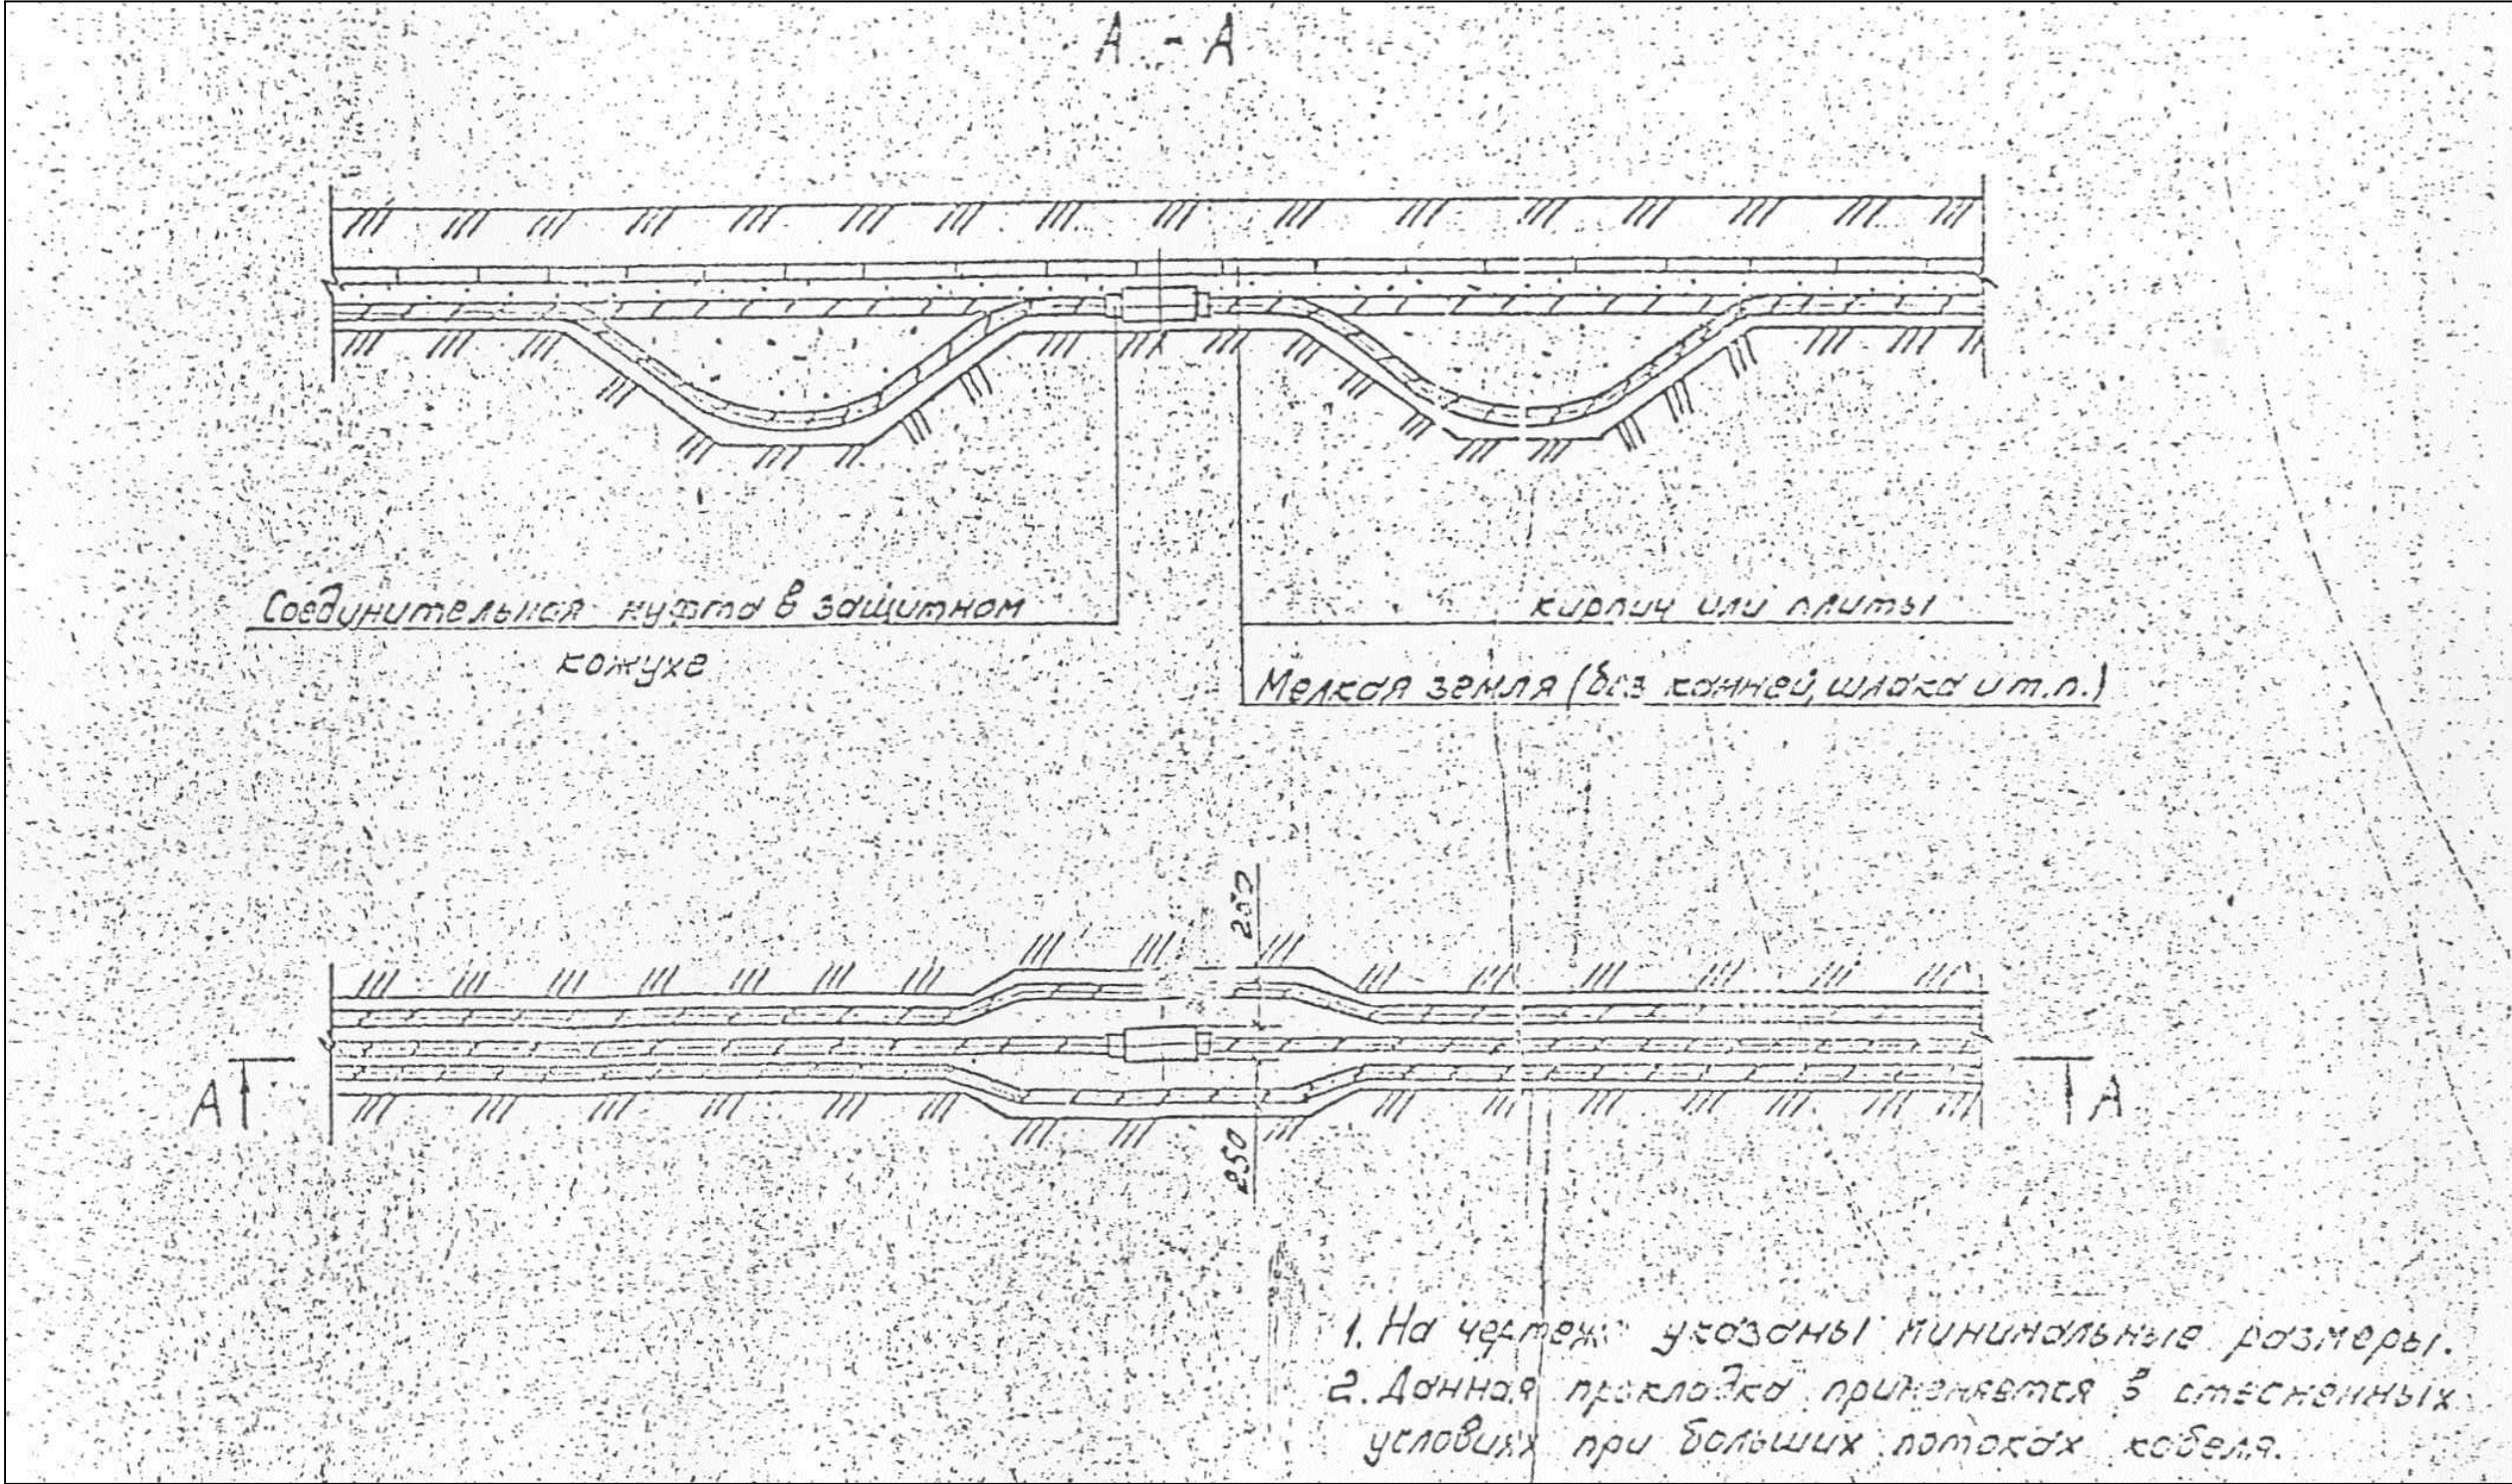 А - А
Соединительная муфта в защитном
кожухе
кирпич или плиты
Мелкая земля (без камней, шлака и т.п.)
250
А
А
250
1. На чертеже указаны минимальные размеры.
2. Данная прокладка применяется в стесненных
условиях при больших потоках кабеля.